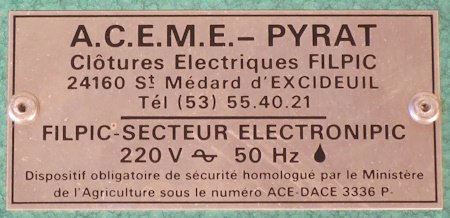 A.C.E.M.E.– PYRAT
Clôtures Electriques FILPIC
24160 St Médard d'EXCIDEUIL
Tél (53) 55.40.21
FILPIC-SECTEUR ELECTRONIPIC
220 V ∿ 50 Hz 💧
Dispositif obligatoire de sécurité homologué par le Ministère
de l'Agriculture sous le numéro ACE-DACE 3336 P-